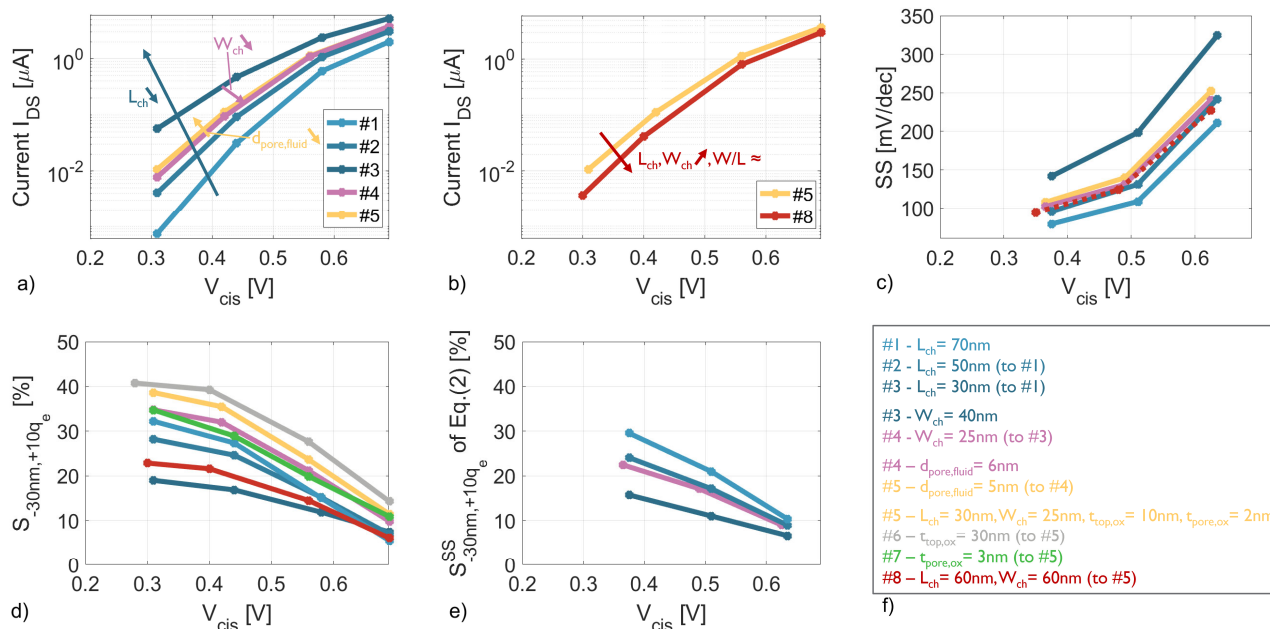 Current I_DS [μA]
10^0
10^-2
0.2 0.3 0.4 0.5 0.6
V_cis [V]
a)
L_ch
W_ch
d_pore,fluid
#1
#2
#3
#4
#5
Current I_DS [μA]
10^0
10^-2
0.2 0.3 0.4 0.5 0.6
V_cis [V]
b)
L_ch, W_ch, W/L ≈
#5
#8
SS [mV/dec]
350
300
250
200
150
100
0.2 0.3 0.4 0.5 0.6
V_cis [V]
c)
S_-30nm,+10q_e [%]
50
40
30
20
10
0
0.2 0.3 0.4 0.5 0.6
V_cis [V]
d)
S^SS_-30nm,+10q_e of Eq.(2) [%]
50
40
30
20
10
0
0.2 0.3 0.4 0.5 0.6
V_cis [V]
e)
#1 - L_ch= 70nm
#2 - L_ch= 50nm (to #1)
#3 - L_ch= 30nm (to #1)
#3 - W_ch= 40nm
#4 - W_ch= 25nm (to #3)
#4 – d_pore,fluid= 6nm
#5 - d_pore,fluid= 5nm (to #4)
#5 – L_ch= 30nm, W_ch= 25nm, t_top,ox= 10nm, t_pore,ox= 2nm
#6 – t_top,ox= 30nm (to #5)
#7 – t_pore,ox= 3nm (to #5)
#8 – L_ch= 60nm, W_ch= 60nm (to #5)
f)